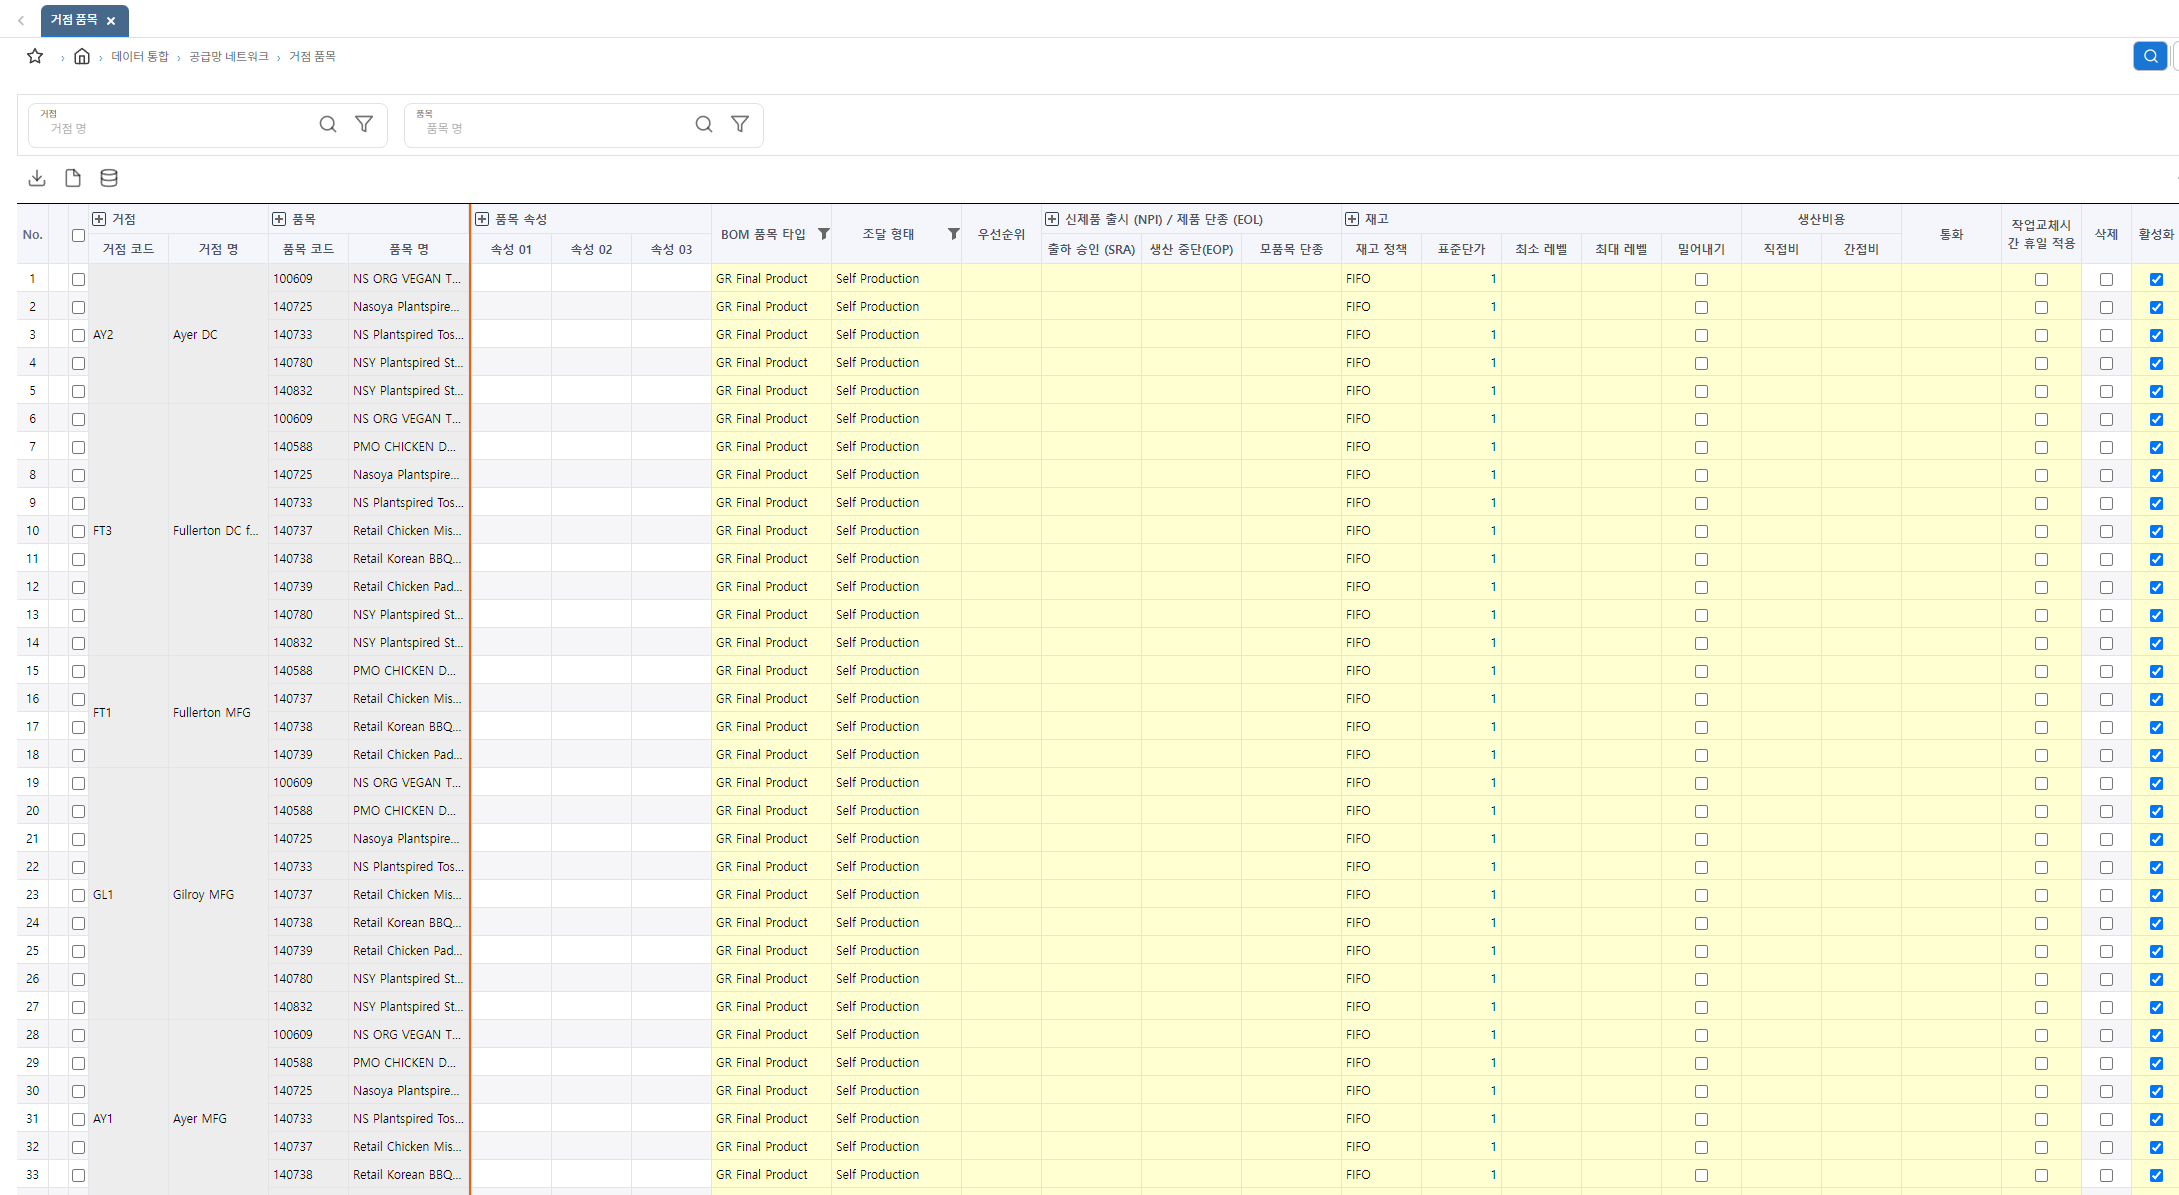 거점 품목
데이터 통합 › 공급망 네트워크 › 거점 품목
거점 품목
거점 명 품목 명
No. 거점 품목 품목 속성 BOM 품목 타입 조달 형태 우선순위 신제품 출시 (NPI) / 제품 단종 (EOL) 재고 생산비용 통화 작업교체시간 휴일 적용 삭제 활성화
거점 코드 거점 명 품목 코드 품목 명 속성 01 속성 02 속성 03 출하 승인 (SRA) 생산 중단(EOP) 모품목 단종 재고 정책 표준단가 최소 레벨 최대 레벨 밀어내기 직접비 간접비
1 100609 NS ORG VEGAN T... GR Final Product Self Production FIFO 1
2 140725 Nasoya Plantspire... GR Final Product Self Production FIFO 1
3 AY2 Ayer DC 140733 NS Plantspired Tos... GR Final Product Self Production FIFO 1
4 140780 NSY Plantspired St... GR Final Product Self Production FIFO 1
5 140832 NSY Plantspired St... GR Final Product Self Production FIFO 1
6 100609 NS ORG VEGAN T... GR Final Product Self Production FIFO 1
7 140588 PMO CHICKEN D... GR Final Product Self Production FIFO 1
8 140725 Nasoya Plantspire... GR Final Product Self Production FIFO 1
9 140733 NS Plantspired Tos... GR Final Product Self Production FIFO 1
10 FT3 Fullerton DC f... 140737 Retail Chicken Mis... GR Final Product Self Production FIFO 1
11 140738 Retail Korean BBQ... GR Final Product Self Production FIFO 1
12 140739 Retail Chicken Pad... GR Final Product Self Production FIFO 1
13 140780 NSY Plantspired St... GR Final Product Self Production FIFO 1
14 140832 NSY Plantspired St... GR Final Product Self Production FIFO 1
15 140588 PMO CHICKEN D... GR Final Product Self Production FIFO 1
16 140737 Retail Chicken Mis... GR Final Product Self Production FIFO 1
FT1 Fullerton MFG
17 140738 Retail Korean BBQ... GR Final Product Self Production FIFO 1
18 140739 Retail Chicken Pad... GR Final Product Self Production FIFO 1
19 100609 NS ORG VEGAN T... GR Final Product Self Production FIFO 1
20 140588 PMO CHICKEN D... GR Final Product Self Production FIFO 1
21 140725 Nasoya Plantspire... GR Final Product Self Production FIFO 1
22 140733 NS Plantspired Tos... GR Final Product Self Production FIFO 1
23 GL1 Gilroy MFG 140737 Retail Chicken Mis... GR Final Product Self Production FIFO 1
24 140738 Retail Korean BBQ... GR Final Product Self Production FIFO 1
25 140739 Retail Chicken Pad... GR Final Product Self Production FIFO 1
26 140780 NSY Plantspired St... GR Final Product Self Production FIFO 1
27 140832 NSY Plantspired St... GR Final Product Self Production FIFO 1
28 100609 NS ORG VEGAN T... GR Final Product Self Production FIFO 1
29 140588 PMO CHICKEN D... GR Final Product Self Production FIFO 1
30 140725 Nasoya Plantspire... GR Final Product Self Production FIFO 1
31 AY1 Ayer MFG 140733 NS Plantspired Tos... GR Final Product Self Production FIFO 1
32 140737 Retail Chicken Mis... GR Final Product Self Production FIFO 1
33 140738 Retail Korean BBQ... GR Final Product Self Production FIFO 1